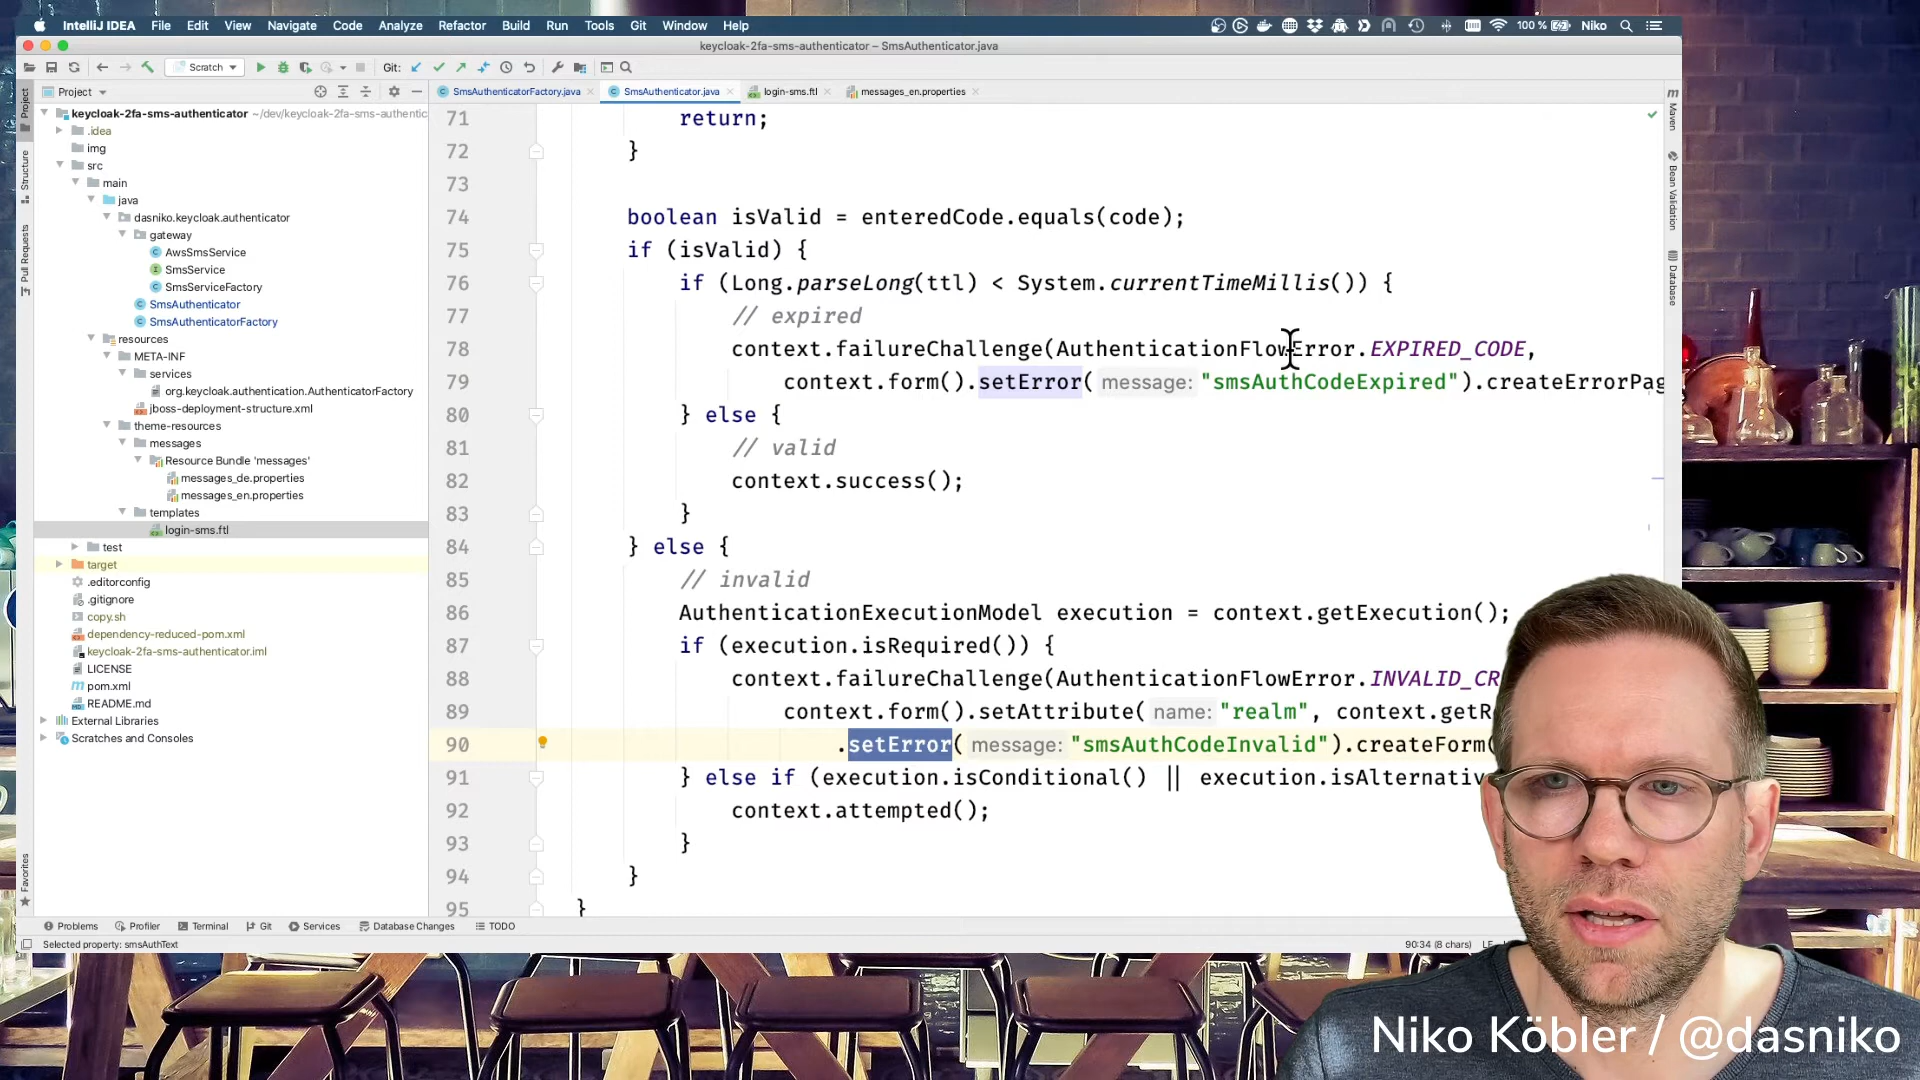 IntelliJ IDEA File Edit View Navigate Code Analyze Refactor Build Run Tools Git Window Help 100 % Niko
keycloak-2fa-sms-authenticator – SmsAuthenticator.java
Scratch Git:
Project SmsAuthenticatorFactory.java SmsAuthenticator.java login-sms.ftl messages_en.properties
Project
Structure
Pull Requests
Favorites
keycloak-2fa-sms-authenticator ~/dev/keycloak-2fa-sms-authentic
.idea
img
src
main
java
dasniko.keycloak.authenticator
gateway
AwsSmsService
SmsService
SmsServiceFactory
SmsAuthenticator
SmsAuthenticatorFactory
resources
META-INF
services
org.keycloak.authentication.AuthenticatorFactory
jboss-deployment-structure.xml
theme-resources
messages
Resource Bundle 'messages'
messages_de.properties
messages_en.properties
templates
login-sms.ftl
test
target
.editorconfig
.gitignore
copy.sh
dependency-reduced-pom.xml
keycloak-2fa-sms-authenticator.iml
LICENSE
pom.xml
README.md
External Libraries
Scratches and Consoles
71 return;
72 }
73
74 boolean isValid = enteredCode.equals(code);
75 if (isValid) {
76 if (Long.parseLong(ttl) < System.currentTimeMillis()) {
77 // expired
78 context.failureChallenge(AuthenticationFlowError.EXPIRED_CODE,
79 context.form().setError( message: "smsAuthCodeExpired").createErrorPag
80 } else {
81 // valid
82 context.success();
83 }
84 } else {
85 // invalid
86 AuthenticationExecutionModel execution = context.getExecution();
87 if (execution.isRequired()) {
88 context.failureChallenge(AuthenticationFlowError.INVALID_CR
89 context.form().setAttribute( name: "realm", context.getR
90 .setError( message: "smsAuthCodeInvalid").createForm(
91 } else if (execution.isConditional() || execution.isAlternativ
92 context.attempted();
93 }
94 }
95 }
Maven
Bean Validation
Database
Problems Profiler Terminal Git Services Database Changes TODO
Selected property: smsAuthText 90:34 (8 chars) LF
Niko Köbler / @dasniko